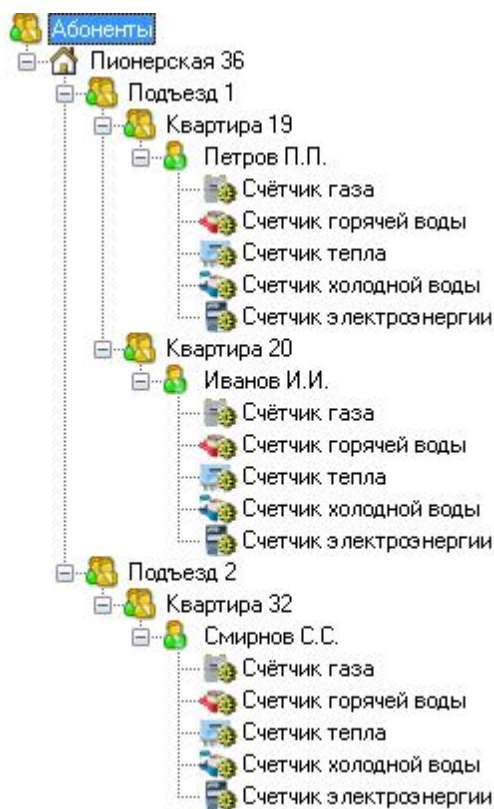 Абоненты
Пионерская 36
Подъезд 1
Квартира 19
Петров П.П.
Счётчик газа
Счетчик горячей воды
Счетчик тепла
Счетчик холодной воды
Счетчик электроэнергии
Квартира 20
Иванов И.И.
Счётчик газа
Счетчик горячей воды
Счетчик тепла
Счетчик холодной воды
Счетчик электроэнергии
Подъезд 2
Квартира 32
Смирнов С.С.
Счётчик газа
Счетчик горячей воды
Счетчик тепла
Счетчик холодной воды
Счетчик электроэнергии